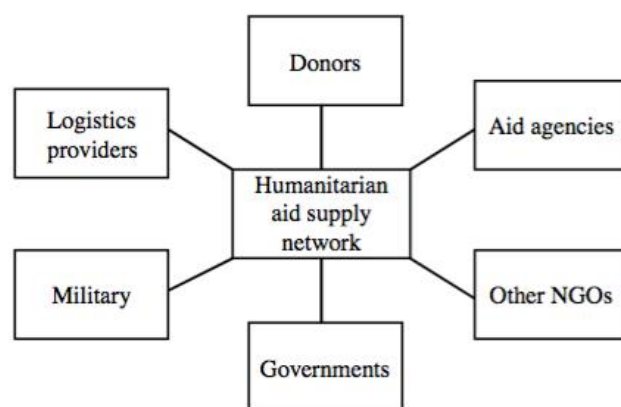 Donors
Logistics
providers
Aid agencies
Humanitarian
aid supply
network
Military
Other NGOs
Governments